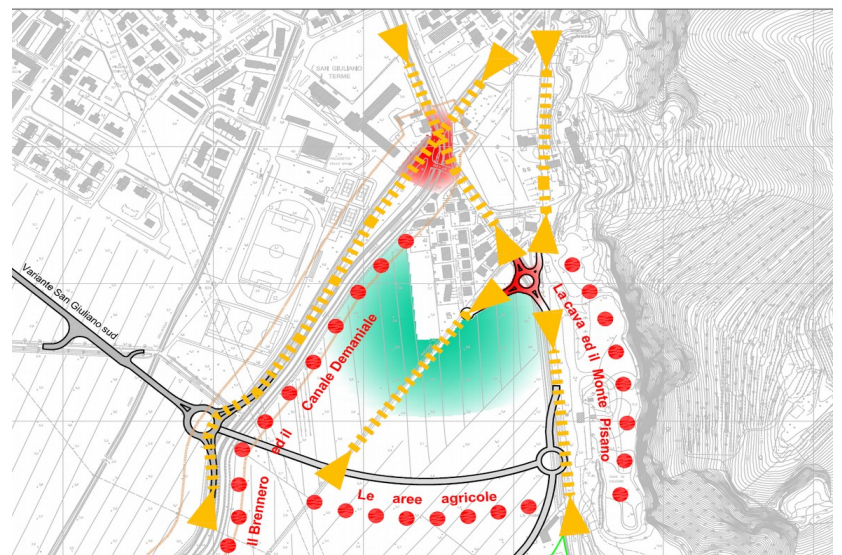 SAN GIULIANO
TERME
Variante San Giuliano sud
Il Brennero ed il Canale Demaniale
La cava ed il Monte Pisano
Le aree agricole